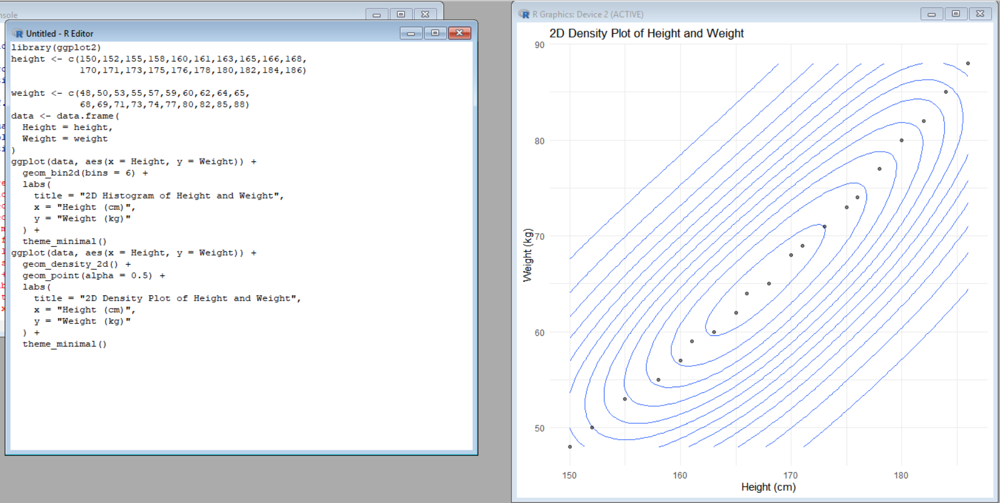 nsole
Untitled - R Editor
library(ggplot2)
height <- c(150,152,155,158,160,161,163,165,166,168,
            170,171,173,175,176,178,180,182,184,186)
weight <- c(48,50,53,55,57,59,60,62,64,65,
            68,69,71,73,74,77,80,82,85,88)
data <- data.frame(
  Height = height,
  Weight = weight
)
ggplot(data, aes(x = Height, y = Weight)) +
  geom_bin2d(bins = 6) +
  labs(
    title = "2D Histogram of Height and Weight",
    x = "Height (cm)",
    y = "Weight (kg)"
  ) +
  theme_minimal()
ggplot(data, aes(x = Height, y = Weight)) +
  geom_density_2d() +
  geom_point(alpha = 0.5) +
  labs(
    title = "2D Density Plot of Height and Weight",
    x = "Height (cm)",
    y = "Weight (kg)"
  ) +
  theme_minimal()
R Graphics: Device 2 (ACTIVE)
2D Density Plot of Height and Weight
90
80
70
60
50
Weight (kg)
150 160 170 180
Height (cm)